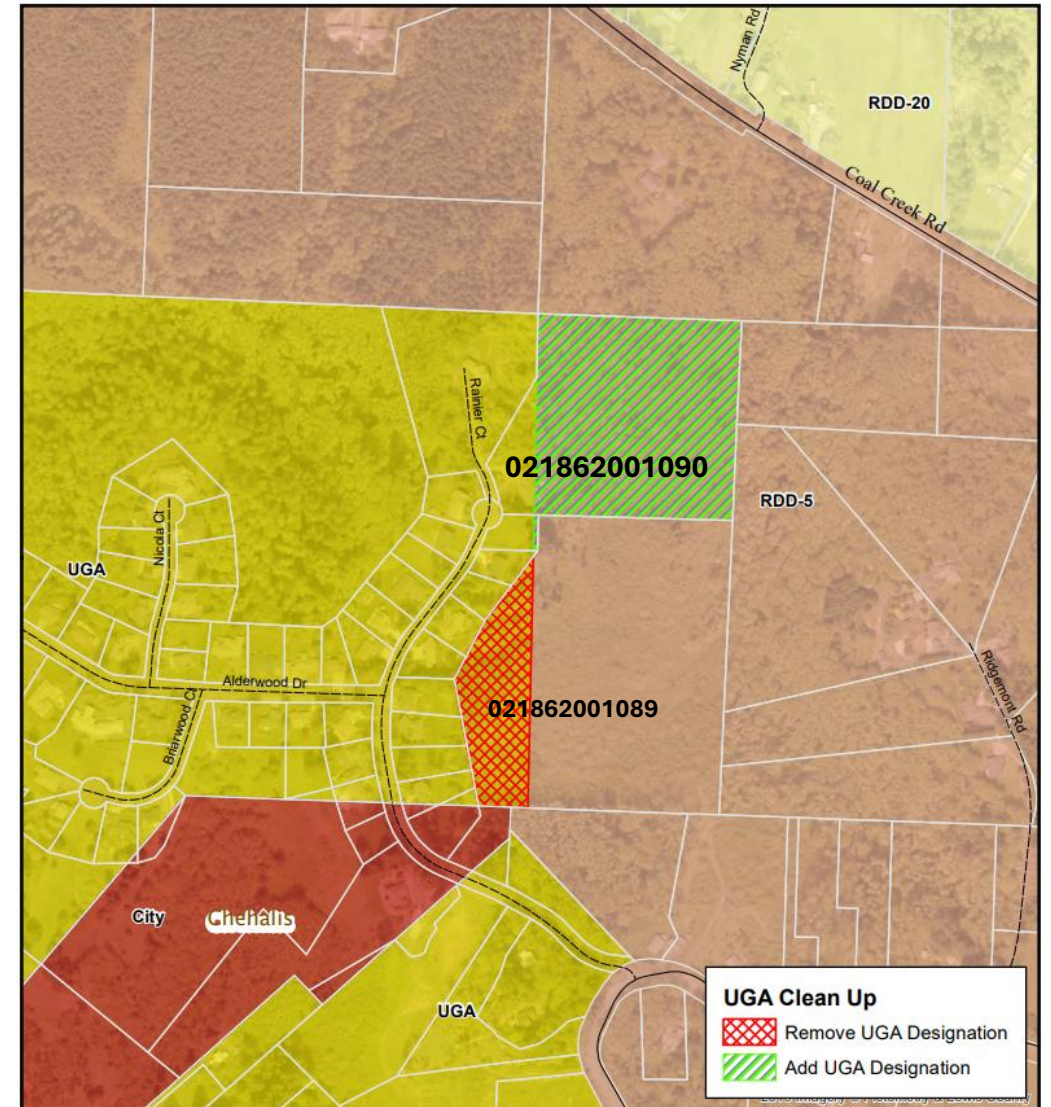 Nyman Rd
RDD-20
Coal Creek Rd
Rainier Ct
021862001090
RDD-5
Nicola Ct
UGA
Ridgemont Rd
Alderwood Dr
021862001089
Briarwood Ct
City
Chehalis
UGA
UGA Clean Up
Remove UGA Designation
Add UGA Designation